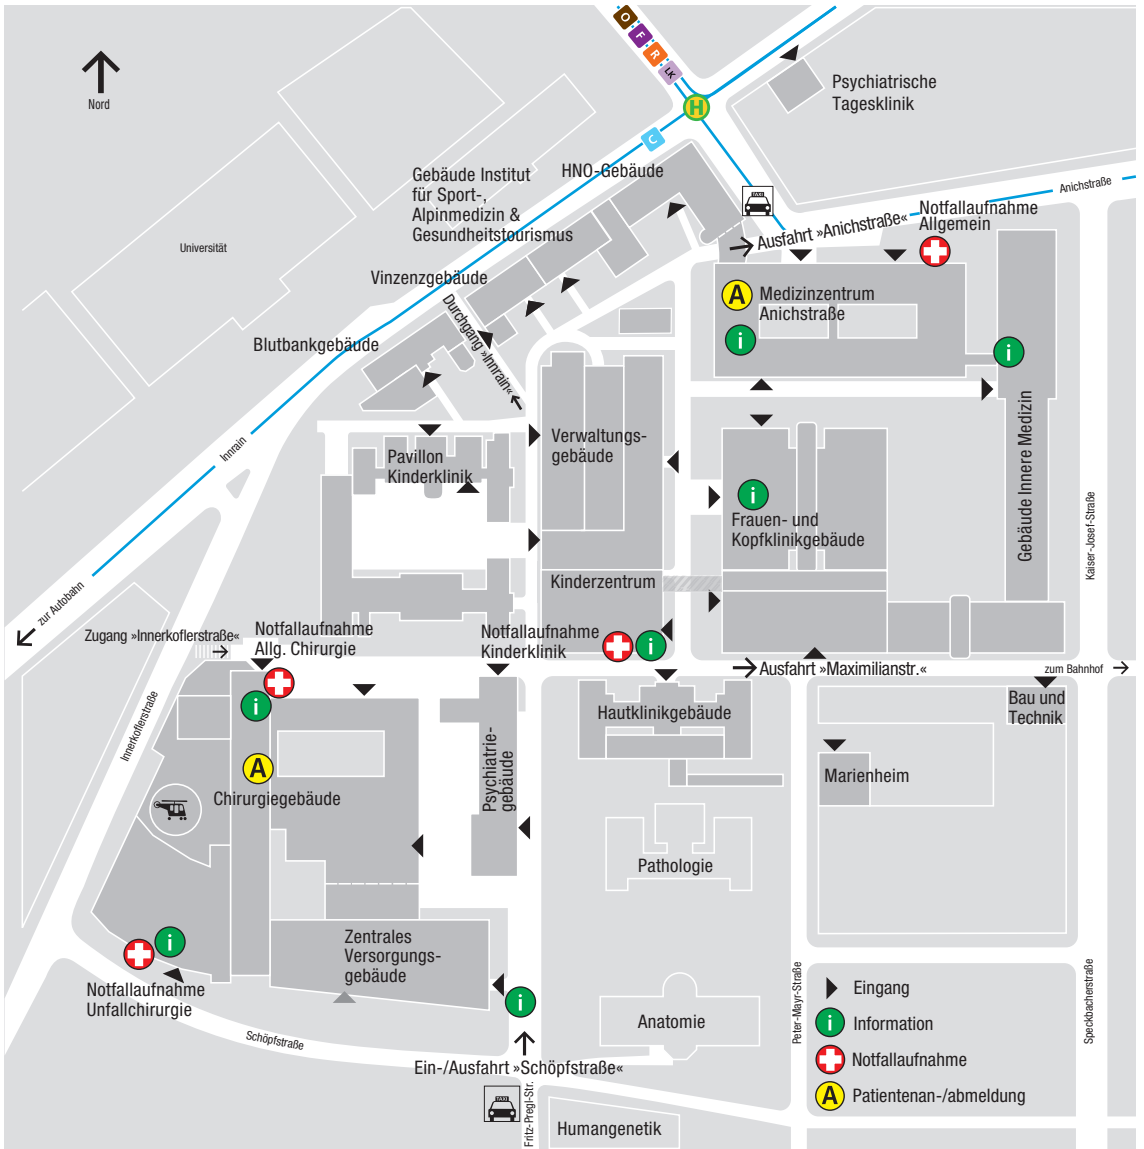 O
F
R
LK
H
C
Nord
Psychiatrische
Tagesklinik
HNO-Gebäude
Gebäude Institut
für Sport-,
Alpinmedizin &
Gesundheitstourismus
TAXI
Anichstraße
Notfallaufnahme
Allgemein
Ausfahrt »Anichstraße«
Universität
Vinzenzgebäude
A
Medizinzentrum
Anichstraße
i
i
Durchgang »Innrain«
Blutbankgebäude
Innrain
Verwaltungs-
gebäude
Pavillon
Kinderklinik
i
Frauen- und
Kopfklinikgebäude
Gebäude Innere Medizin
Kaiser-Josef-Straße
Kinderzentrum
zur Autobahn
Zugang »Innerkoflerstraße«
Notfallaufnahme
Allg. Chirurgie
Notfallaufnahme
Kinderklinik
i
Ausfahrt »Maximilianstr.«
zum Bahnhof
Innerkoflerstraße
i
Hautklinikgebäude
Bau und
Technik
Psychiatrie-
gebäude
A
Chirurgiegebäude
Marienheim
Pathologie
i
Zentrales
Versorgungs-
gebäude
Notfallaufnahme
Unfallchirurgie
i
Anatomie
Peter-Mayr-Straße
Speckbacherstraße
Eingang
i
Information
Notfallaufnahme
A
Patientenan-/abmeldung
Schöpfstraße
Ein-/Ausfahrt »Schöpfstraße«
TAXI
Fritz-Pregl-Str.
Humangenetik